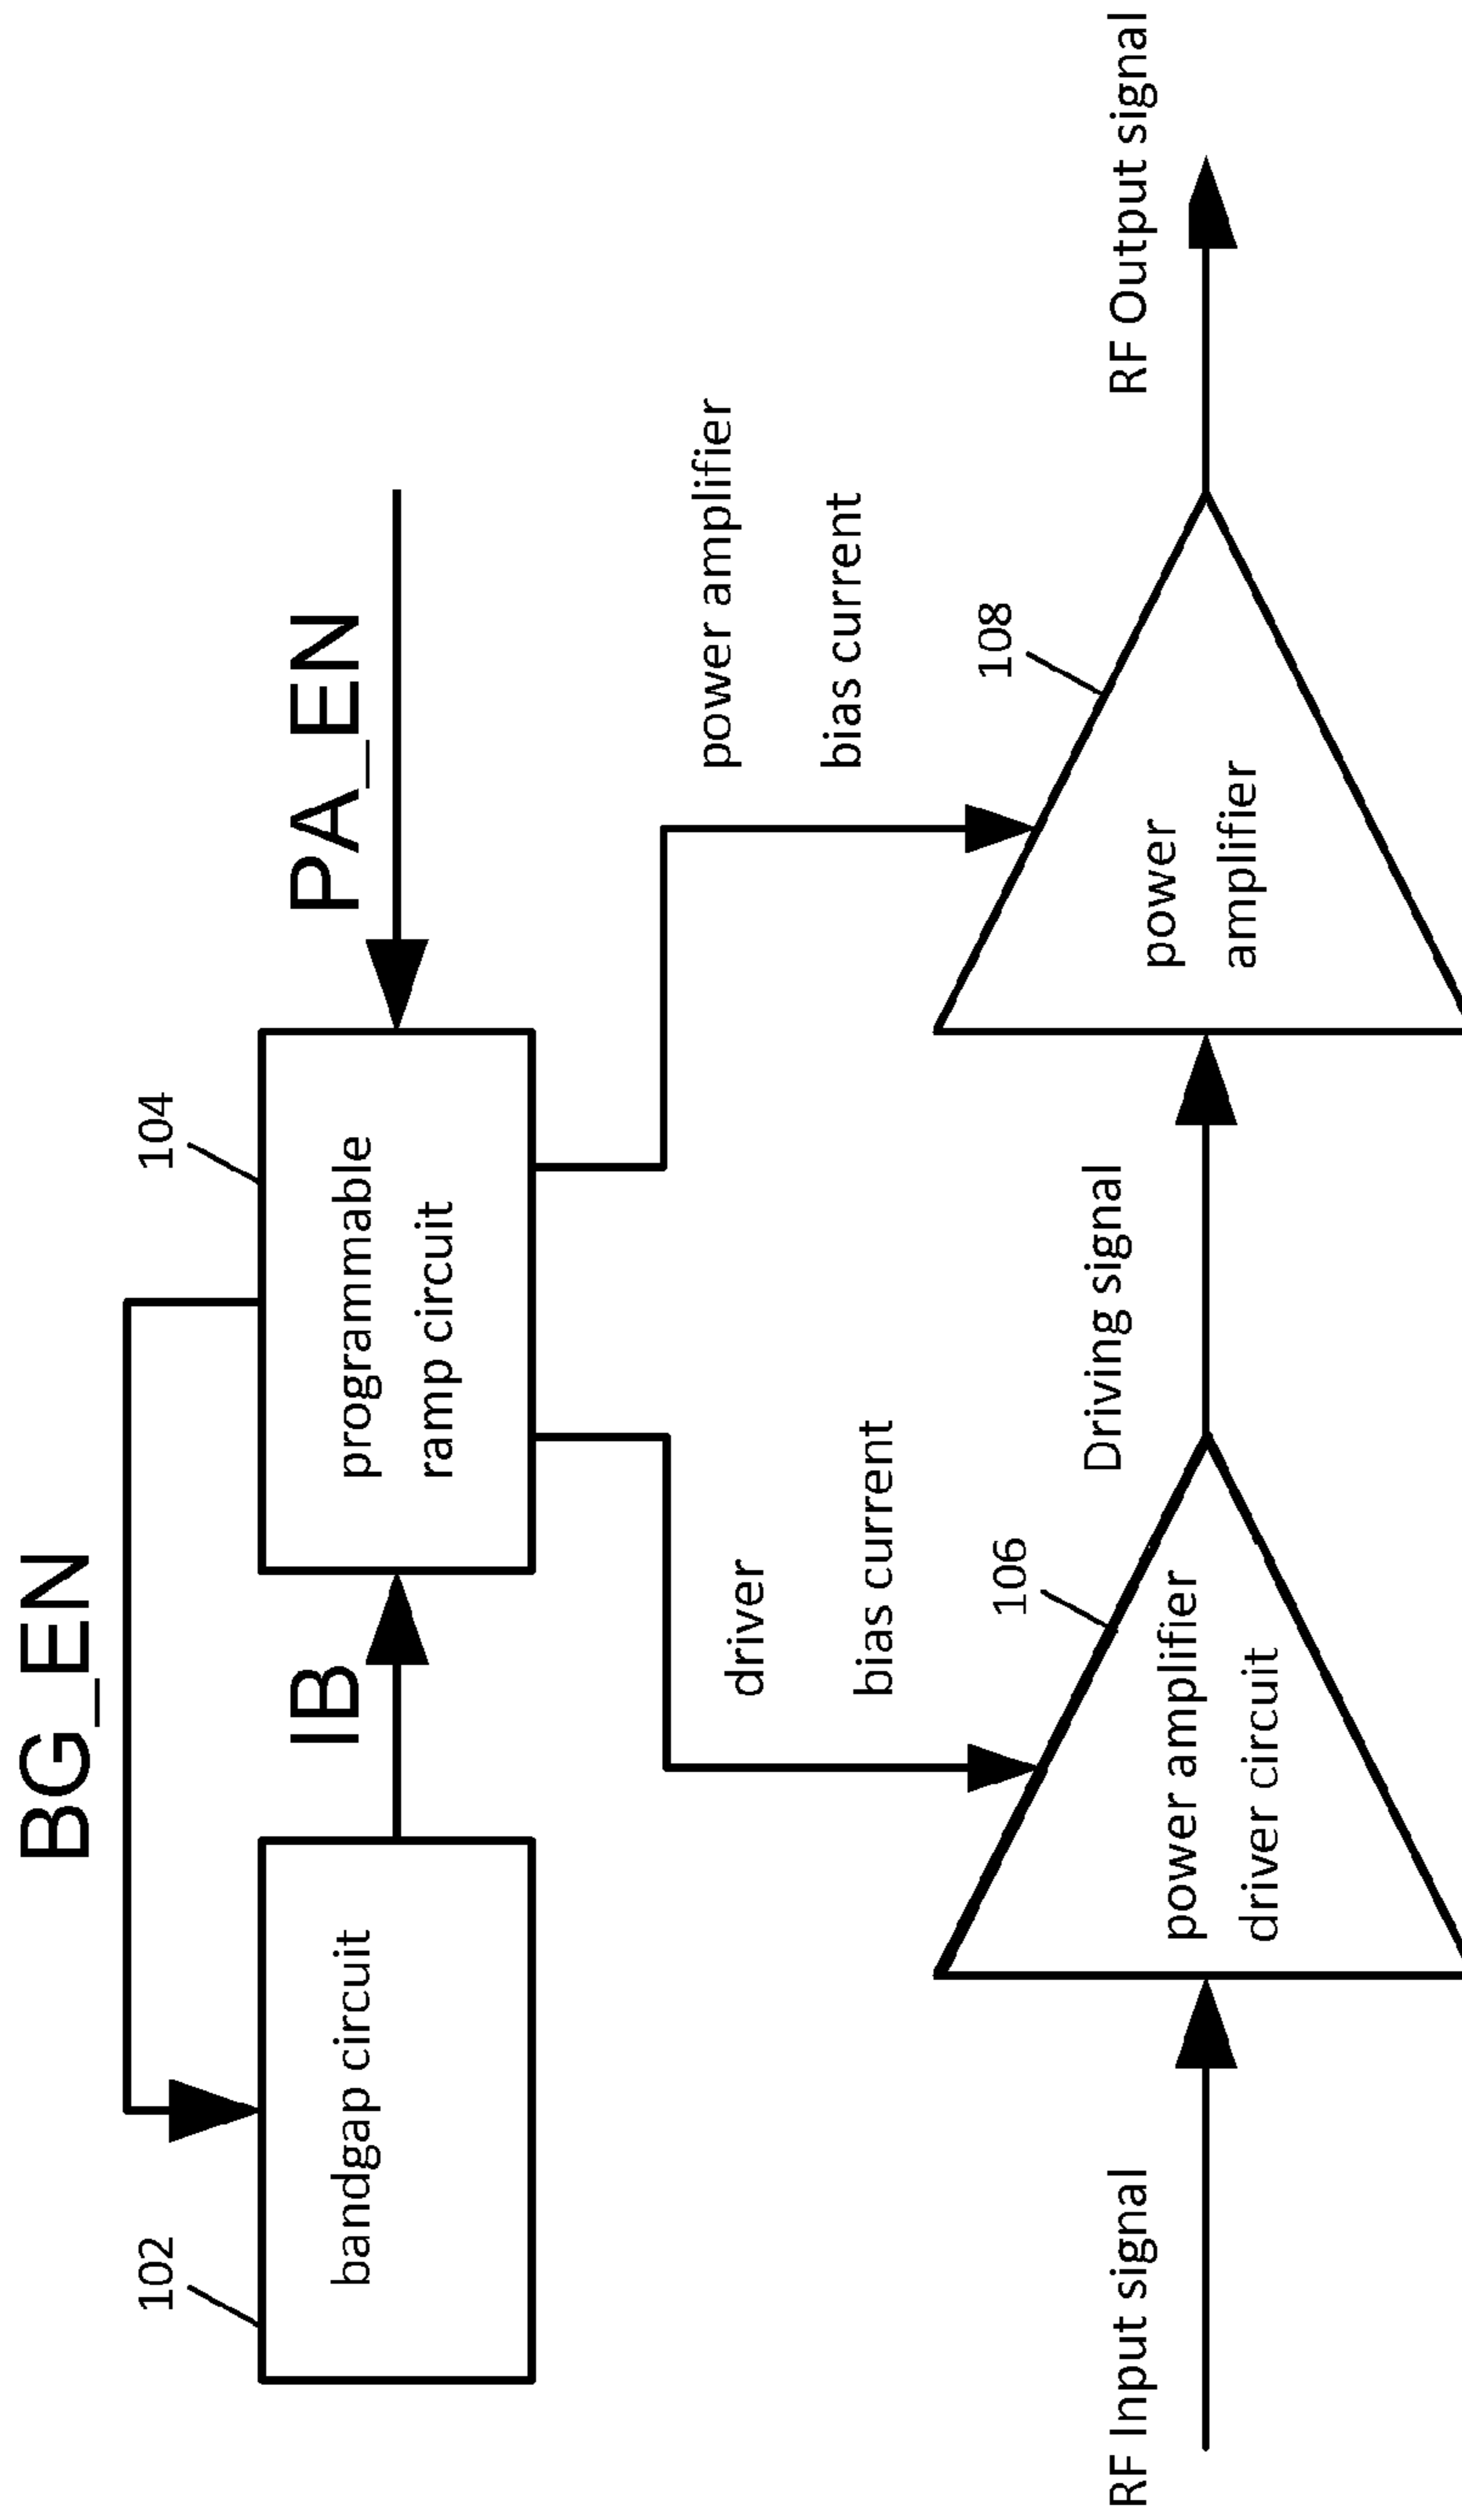 BG_EN
102
104
bandgap circuit
IB
programmable
ramp circuit
PA_EN
driver
bias current
power amplifier
bias current
106
108
RF Input signal
power amplifier
driver circuit
Driving signal
power
amplifier
RF Output signal